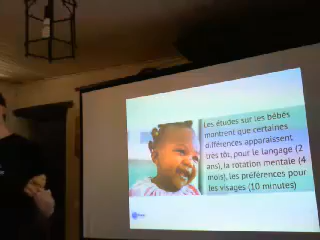 Les études sur les bébés
montrent que certaines
différences apparaissent
très tôt, pour le langage (2
ans), la rotation mentale (4
mois), les préférences pour
les visages (10 minutes)